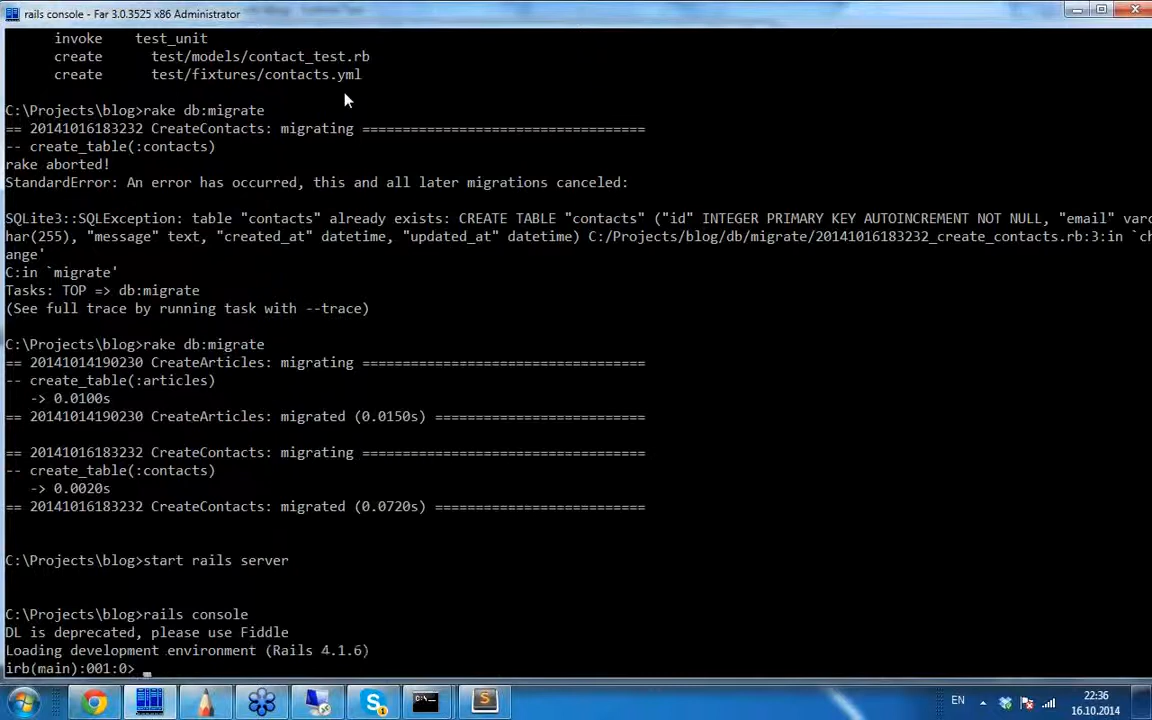 rails console - Far 3.0.3525 x86 Administrator
invoke test_unit
create test/models/contact_test.rb
create test/fixtures/contacts.yml
C:\Projects\blog>rake db:migrate
== 20141016183232 CreateContacts: migrating ===================================
-- create_table(:contacts)
rake aborted!
StandardError: An error has occurred, this and all later migrations canceled:
SQLite3::SQLException: table "contacts" already exists: CREATE TABLE "contacts" ("id" INTEGER PRIMARY KEY AUTOINCREMENT NOT NULL, "email" varc
har(255), "message" text, "created_at" datetime, "updated_at" datetime) C:/Projects/blog/db/migrate/20141016183232_create_contacts.rb:3:in `ch
ange'
C:in `migrate'
Tasks: TOP => db:migrate
(See full trace by running task with --trace)
C:\Projects\blog>rake db:migrate
== 20141014190230 CreateArticles: migrating ===================================
-- create_table(:articles)
-> 0.0100s
== 20141014190230 CreateArticles: migrated (0.0150s) ==========================
== 20141016183232 CreateContacts: migrating ===================================
-- create_table(:contacts)
-> 0.0020s
== 20141016183232 CreateContacts: migrated (0.0720s) ==========================
C:\Projects\blog>start rails server
C:\Projects\blog>rails console
DL is deprecated, please use Fiddle
Loading development environment (Rails 4.1.6)
irb(main):001:0>
EN
22:36
16.10.2014